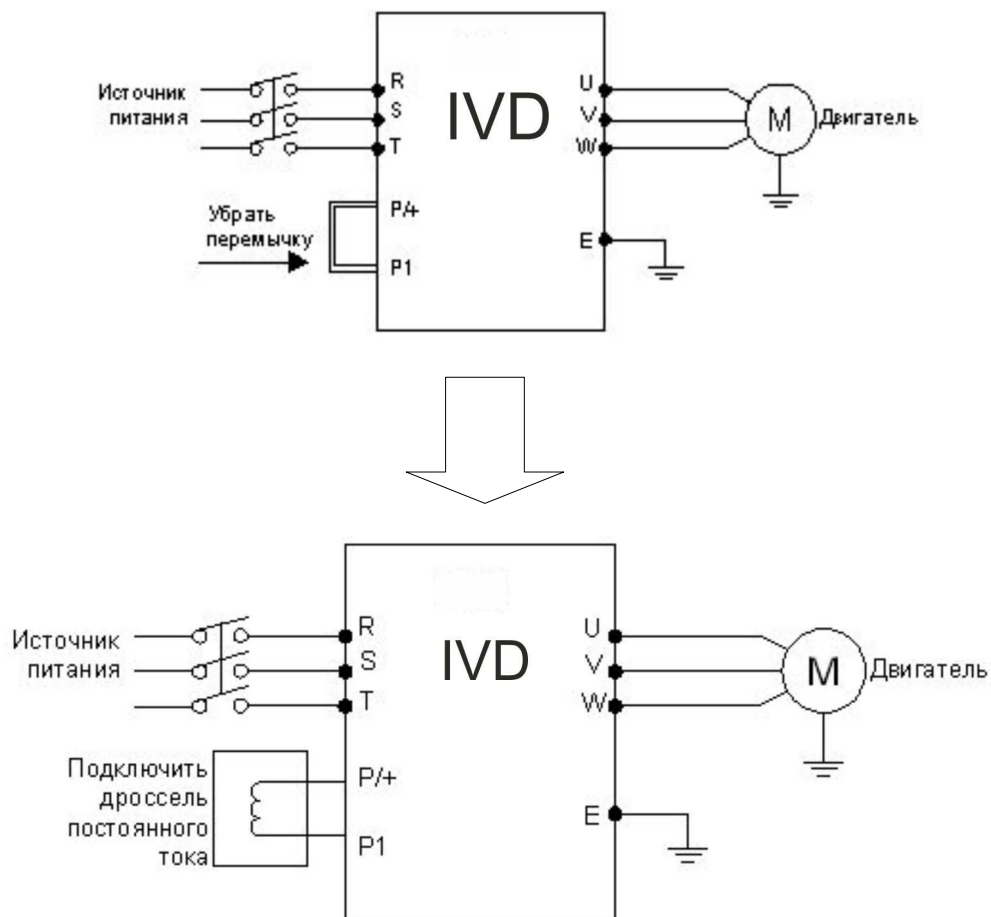 Источник
питания
R
S
T
IVD
U
V
W
M
Двигатель
Убрать
перемычку
P/+
P1
E
Источник
питания
R
S
T
IVD
U
V
W
M
Двигатель
Подключить
дроссель
постоянного
тока
P/+
P1
E